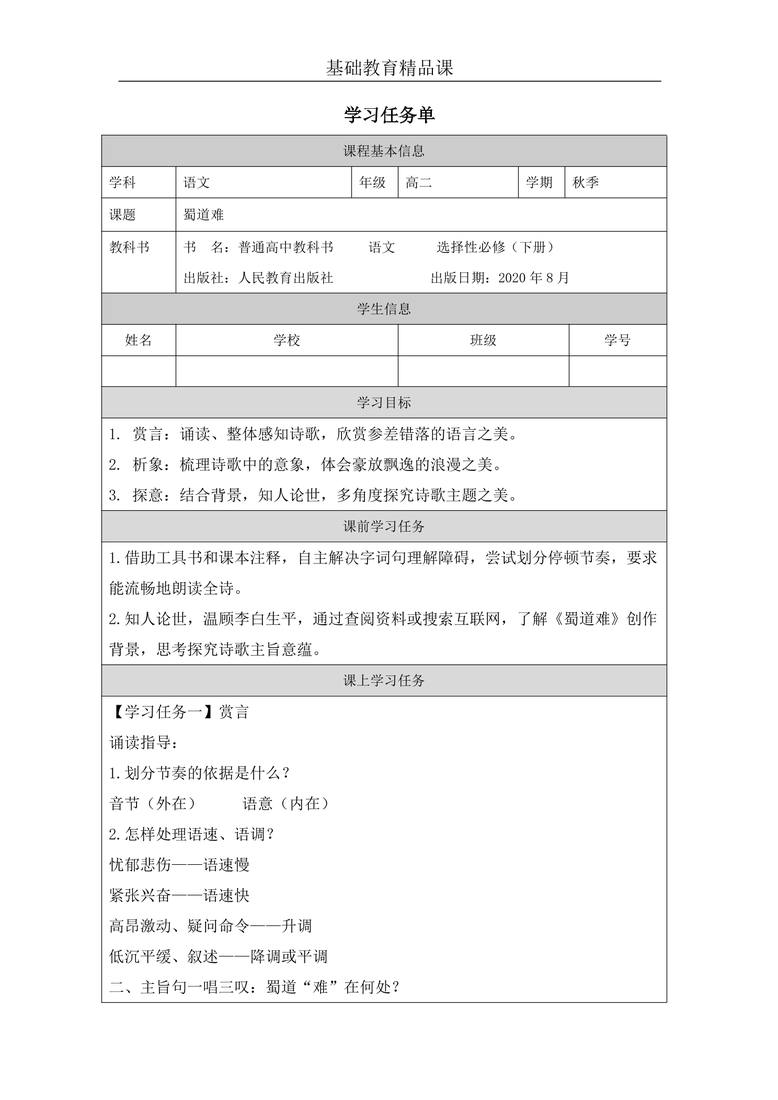 基础教育精品课
学习任务单
课程基本信息
学科 语文 年级 高二 学期 秋季
课题 蜀道难
教科书 书 名：普通高中教科书 语文 选择性必修（下册）
出版社：人民教育出版社 出版日期：2020 年 8 月
学生信息
姓名 学校 班级 学号
学习目标
1. 赏言：诵读、整体感知诗歌，欣赏参差错落的语言之美。
2. 析象：梳理诗歌中的意象，体会豪放飘逸的浪漫之美。
3. 探意：结合背景，知人论世，多角度探究诗歌主题之美。
课前学习任务
1.借助工具书和课本注释，自主解决字词句理解障碍，尝试划分停顿节奏，要求
能流畅地朗读全诗。
2.知人论世，温顾李白生平，通过查阅资料或搜索互联网，了解《蜀道难》创作
背景，思考探究诗歌主旨意蕴。
课上学习任务
【学习任务一】赏言
诵读指导：
1.划分节奏的依据是什么？
音节（外在） 语意（内在）
2.怎样处理语速、语调？
忧郁悲伤——语速慢
紧张兴奋——语速快
高昂激动、疑问命令——升调
低沉平缓、叙述——降调或平调
二、主旨句一唱三叹：蜀道“难”在何处？